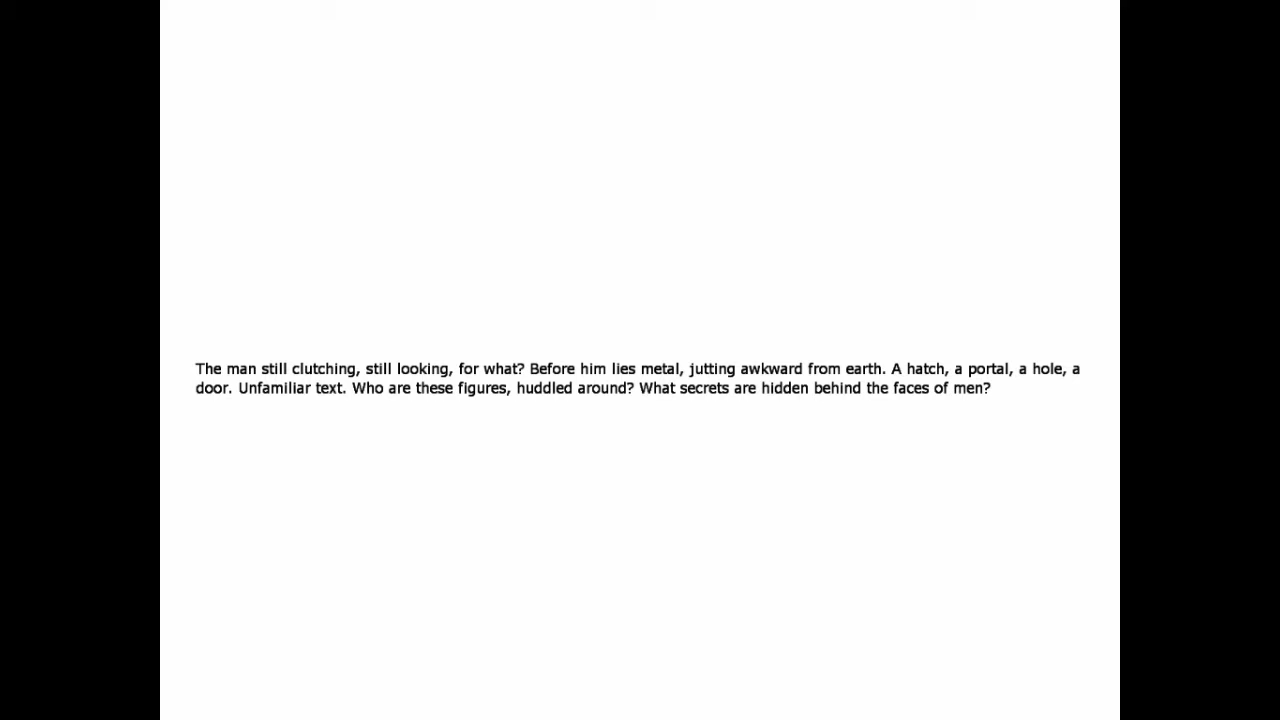 The man still clutching, still looking, for what? Before him lies metal, jutting awkward from earth. A hatch, a portal, a hole, a
door. Unfamiliar text. Who are these figures, huddled around? What secrets are hidden behind the faces of men?